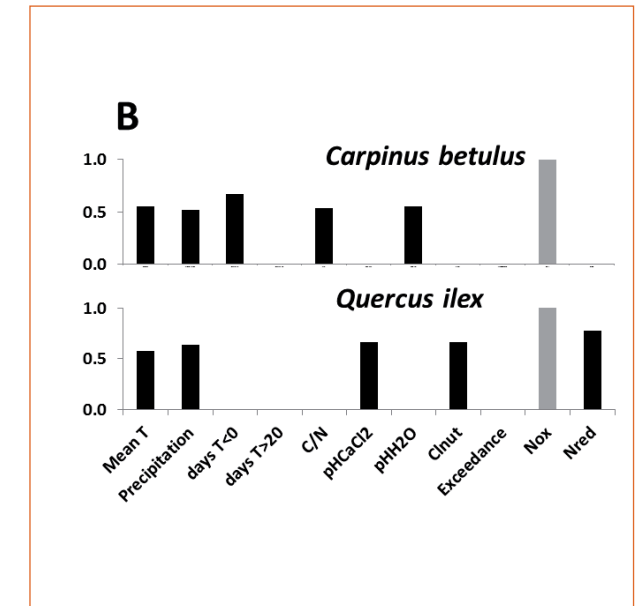 B
Carpinus betulus
1.0
0.5
0.0
Quercus ilex
1.0
0.5
0.0
Mean T
Precipitation
days T<0
days T>20
C/N
pHCaCl2
pHH2O
Clnut
Exceedance
Nox
Nred